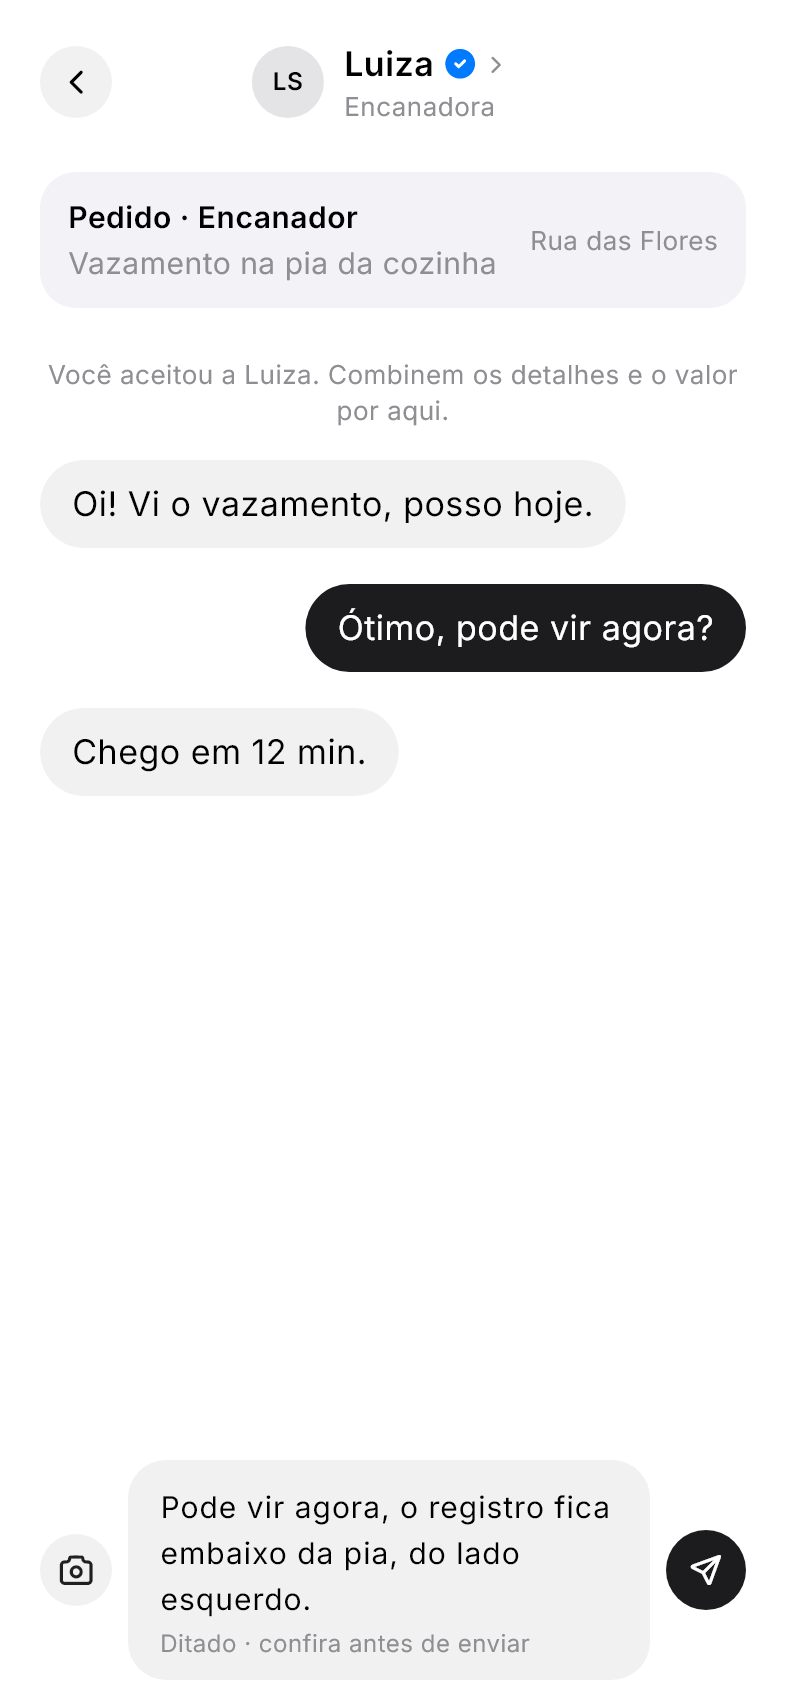 LS
Luiza
Encanadora
Pedido · Encanador
Vazamento na pia da cozinha
Rua das Flores
Você aceitou a Luiza. Combinem os detalhes e o valor
por aqui.
Oi! Vi o vazamento, posso hoje.
Ótimo, pode vir agora?
Chego em 12 min.
Pode vir agora, o registro fica
embaixo da pia, do lado
esquerdo.
Ditado · confira antes de enviar